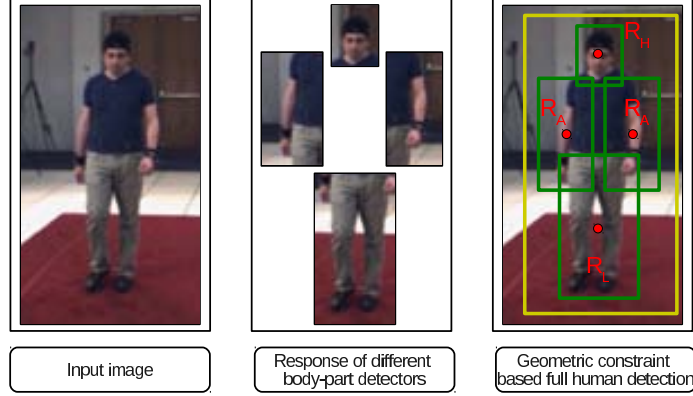 R_H
R_A R_A
R_L
Input image
Response of different
body-part detectors
Geometric constraint
based full human detection